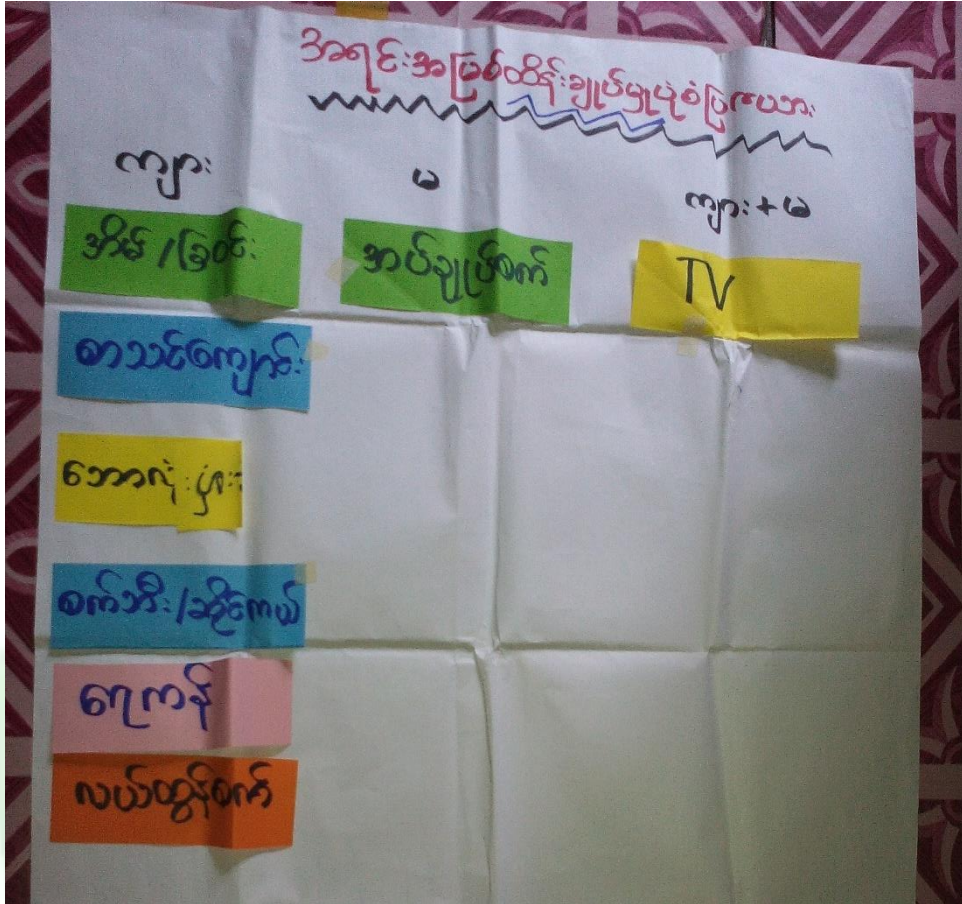 အရင်းအမြစ်ထိန်းချုပ်မှုပုံစံပြဇယား
ကျား
မ
ကျား+မ
အိမ်/ခြံဝင်း
အပ်ချုပ်စက်
TV
စာသင်ကျောင်း
ဘောလုံးပွဲ
စက်ဘီး/ဆိုင်ကယ်
ရေကန်
လယ်ထွန်စက်